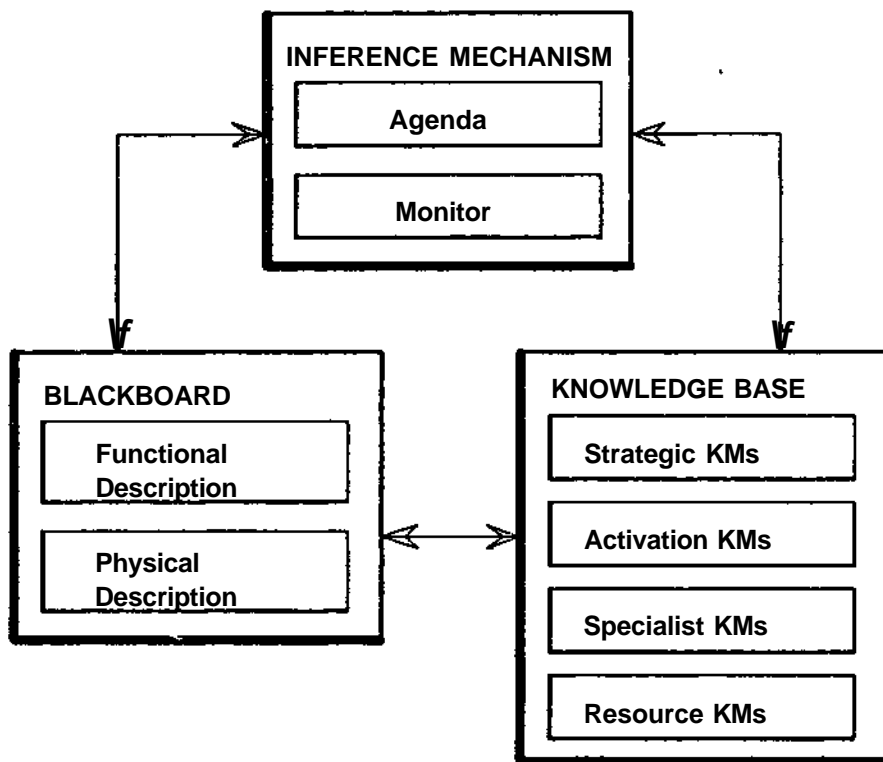 INFERENCE MECHANISM
Agenda
Monitor
BLACKBOARD
Functional
Description
Physical
Description
KNOWLEDGE BASE
Strategic KMs
Activation KMs
Specialist KMs
Resource KMs